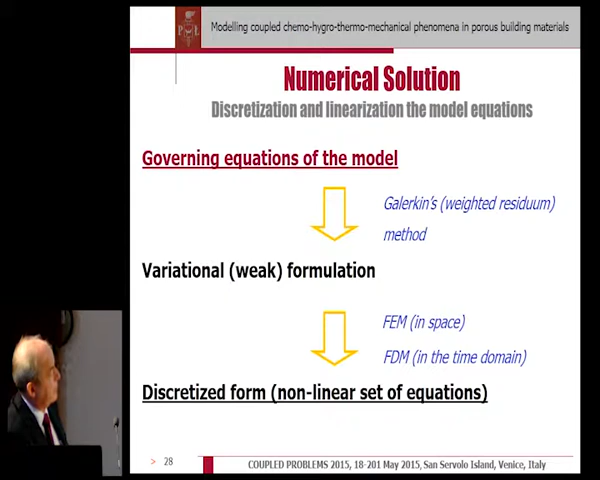 Modelling coupled chemo-hygro-thermo-mechanical phenomena in porous building materials
P Ł
Numerical Solution
Discretization and linearization the model equations
Governing equations of the model
Galerkin's (weighted residuum)
method
Variational (weak) formulation
FEM (in space)
FDM (in the time domain)
Discretized form (non-linear set of equations)
> 28
COUPLED PROBLEMS 2015, 18-201 May 2015, San Servolo Island, Venice, Italy